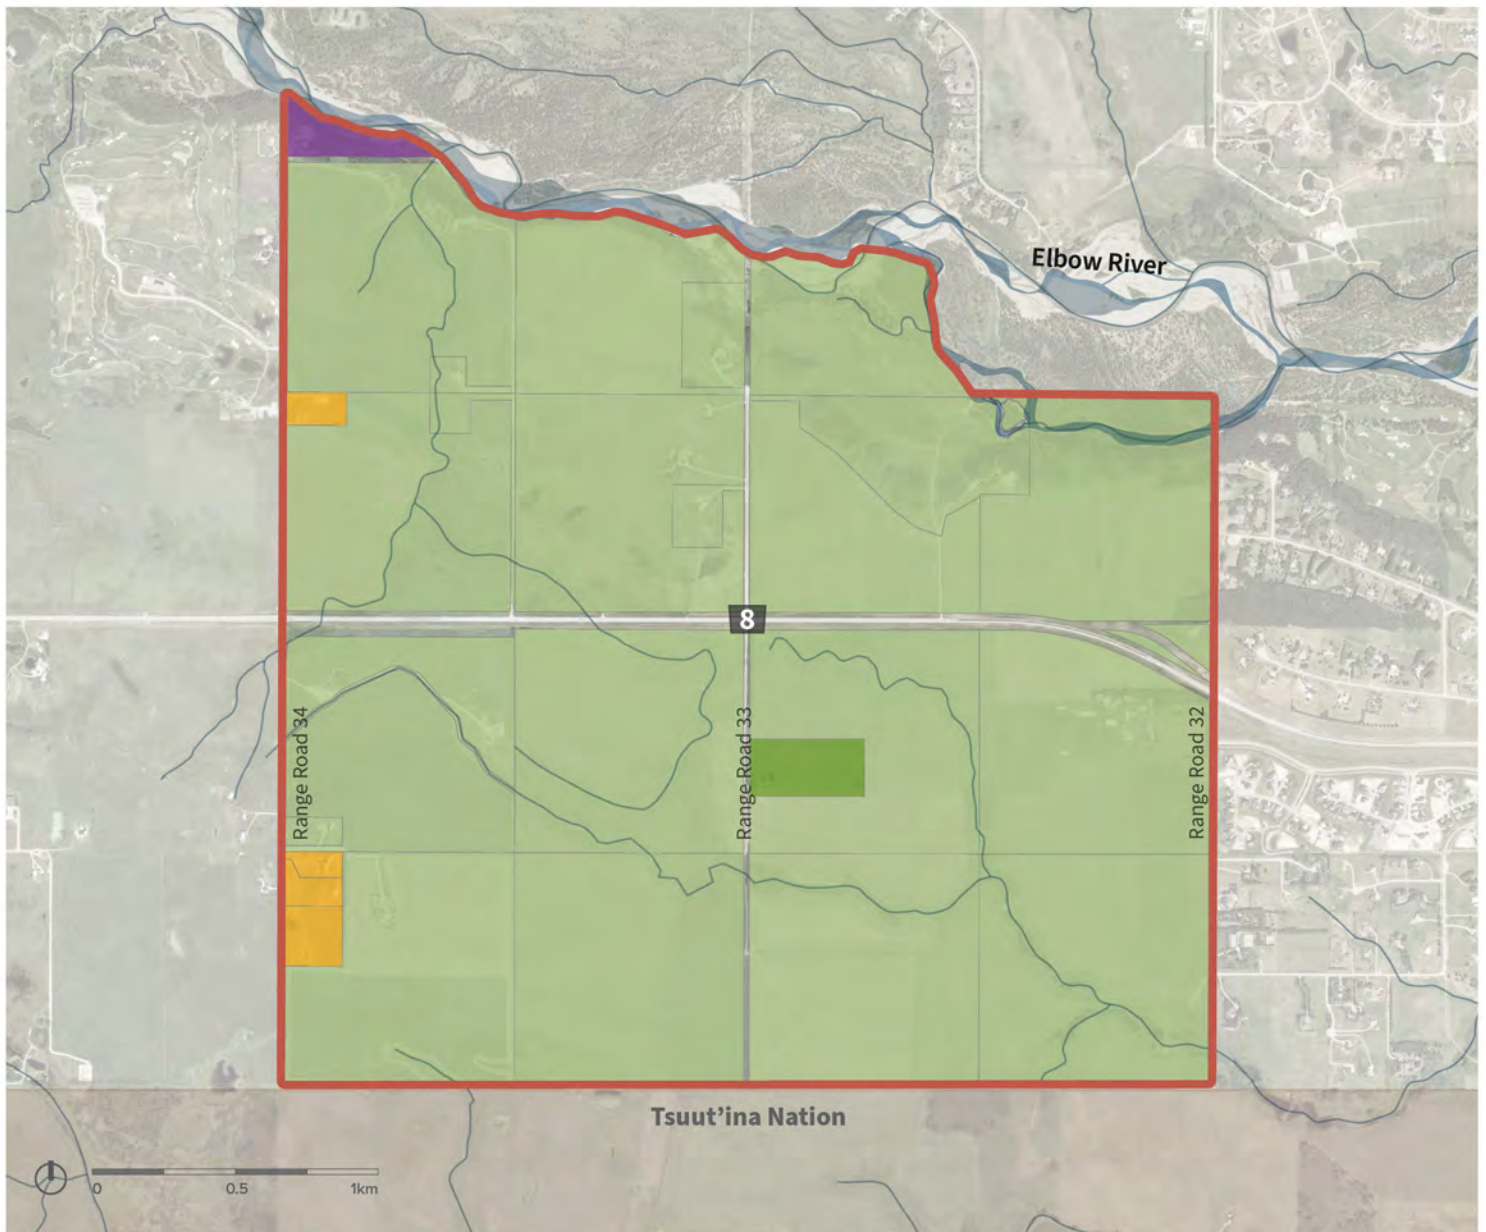 Elbow River
8
Range Road 34
Range Road 33
Range Road 32
Tsuut’ina Nation
0 0.5 1km